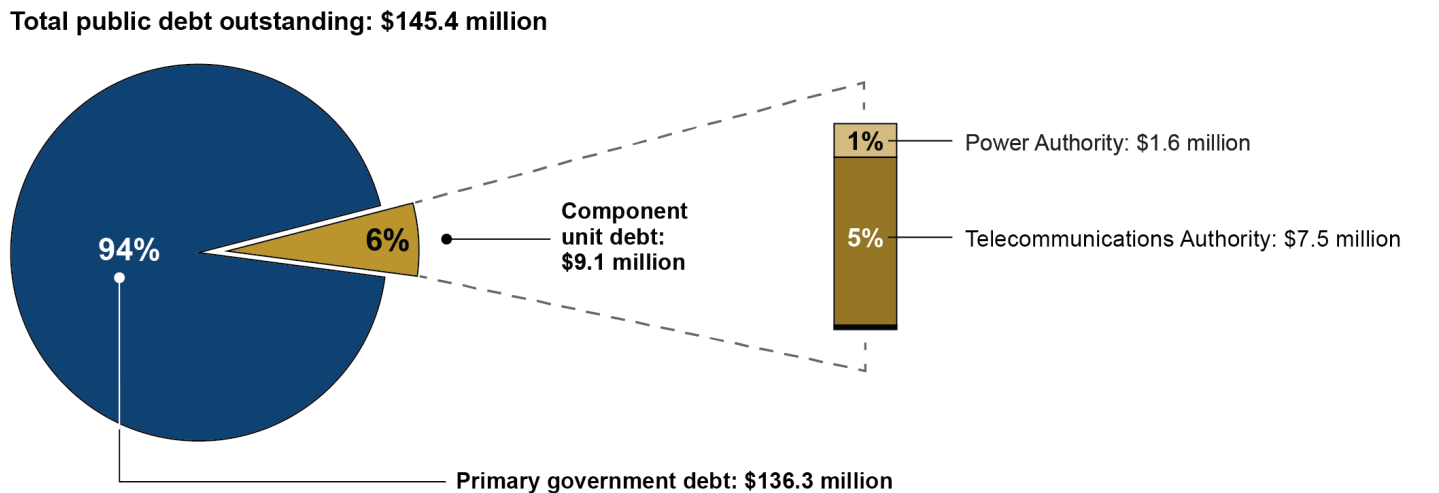 Total public debt outstanding: $145.4 million
94%
6%
Component
unit debt:
$9.1 million
1%
Power Authority: $1.6 million
5%
Telecommunications Authority: $7.5 million
Primary government debt: $136.3 million